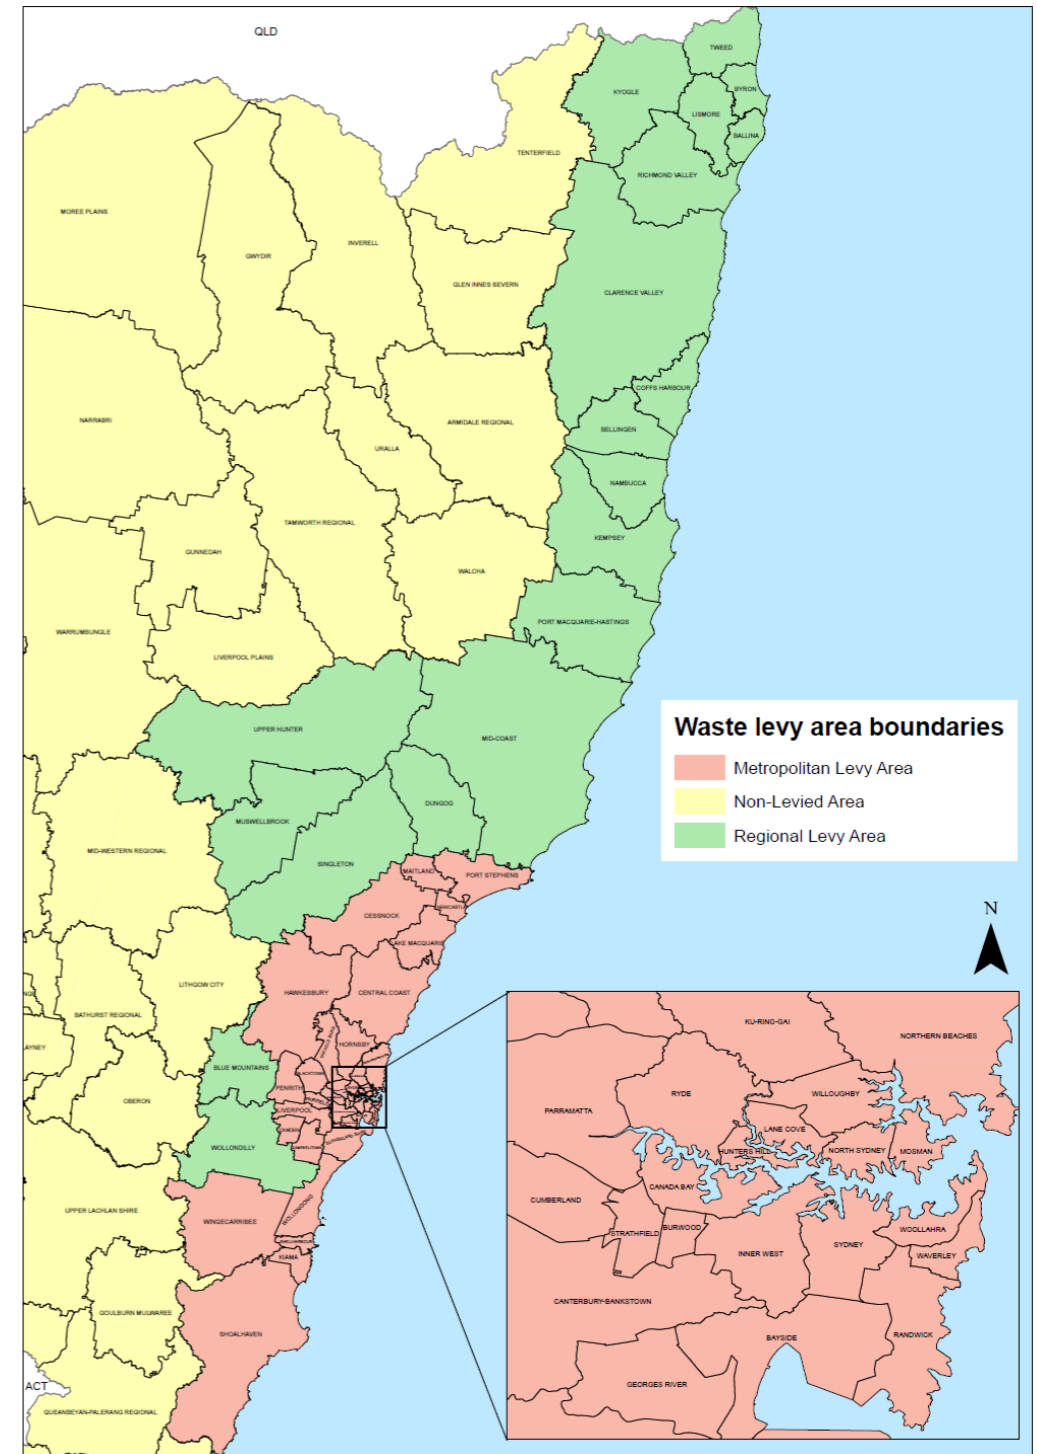 QLD
TWEED
KYOGLE
BYRON
LISMORE
BALLINA
TENTERFIELD
RICHMOND VALLEY
MOREE PLAINS
GWYDIR
INVERELL
GLEN INNES SEVERN
CLARENCE VALLEY
COFFS HARBOUR
NARRABRI
ARMIDALE REGIONAL
BELLINGEN
URALLA
NAMBUCCA
TAMWORTH REGIONAL
KEMPSEY
GUNNEDAH
WALCHA
PORT MACQUARIE-HASTINGS
WARRUMBUNGLE
LIVERPOOL PLAINS
UPPER HUNTER
MID-COAST
Waste levy area boundaries
Metropolitan Levy Area
Non-Levied Area
Regional Levy Area
DUNGOG
MUSWELLBROOK
MID-WESTERN REGIONAL
SINGLETON
MAITLAND
PORT STEPHENS
NEWCASTLE
CESSNOCK
LAKE MACQUARIE
N
LITHGOW CITY
HAWKESBURY
CENTRAL COAST
BATHURST REGIONAL
HORNSBY
AYNEY
BLUE MOUNTAINS
BLACKTOWN
PENRITH
OBERON
LIVERPOOL
CAMDEN
WOLLONDILLY
UPPER LACHLAN SHIRE
WINGECARRIBEE
WOLLONGONG
SHELLHARBOUR
KIAMA
GOULBURN MULWAREE
SHOALHAVEN
ACT
QUEANBEYAN-PALERANG REGIONAL
KU-RING-GAI
NORTHERN BEACHES
RYDE
WILLOUGHBY
PARRAMATTA
LANE COVE
HUNTERS HILL
NORTH SYDNEY
MOSMAN
CANADA BAY
CUMBERLAND
STRATHFIELD
BURWOOD
WOOLLAHRA
SYDNEY
INNER WEST
WAVERLEY
CANTERBURY-BANKSTOWN
BAYSIDE
RANDWICK
GEORGES RIVER